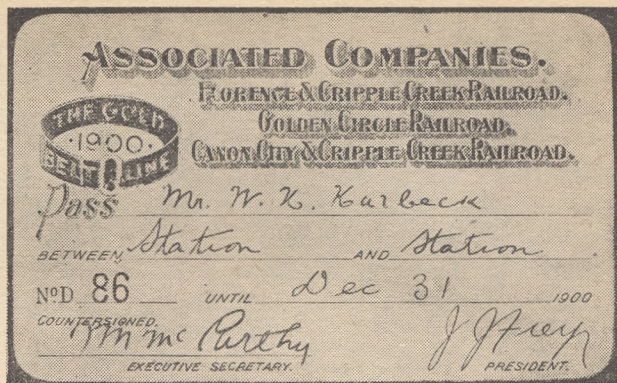 ASSOCIATED COMPANIES.
FLORENCE & CRIPPLE CREEK RAILROAD.
GOLDEN CIRCLE RAILROAD.
CANON CITY & CRIPPLE CREEK RAILROAD.
THE GOLD
·1900·
BELT LINE
Pass Mr. W. K. Kurbeck
BETWEEN Station AND Station
No D 86 UNTIL Dec 31 1900
COUNTERSIGNED.
M McCarthy J J Frey
EXECUTIVE SECRETARY. PRESIDENT.